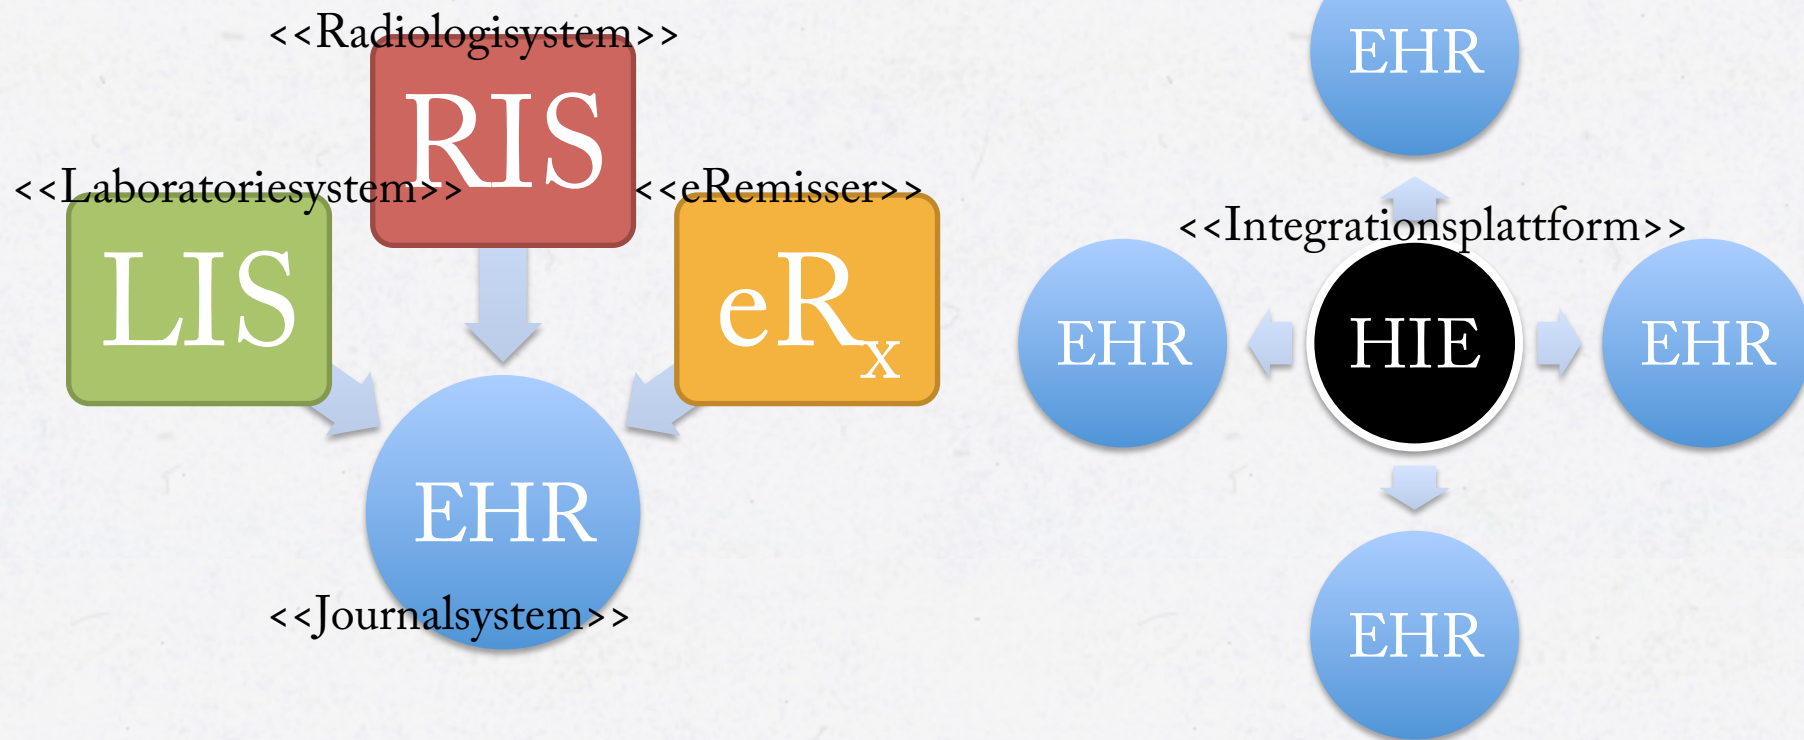 <<Radiologisystem>>
RIS
<<Laboratoriesystem>>
LIS
<<eRemisser>>
eRx
EHR
<<Journalsystem>>
EHR
<<Integrationsplattform>>
EHR
HIE
EHR
EHR